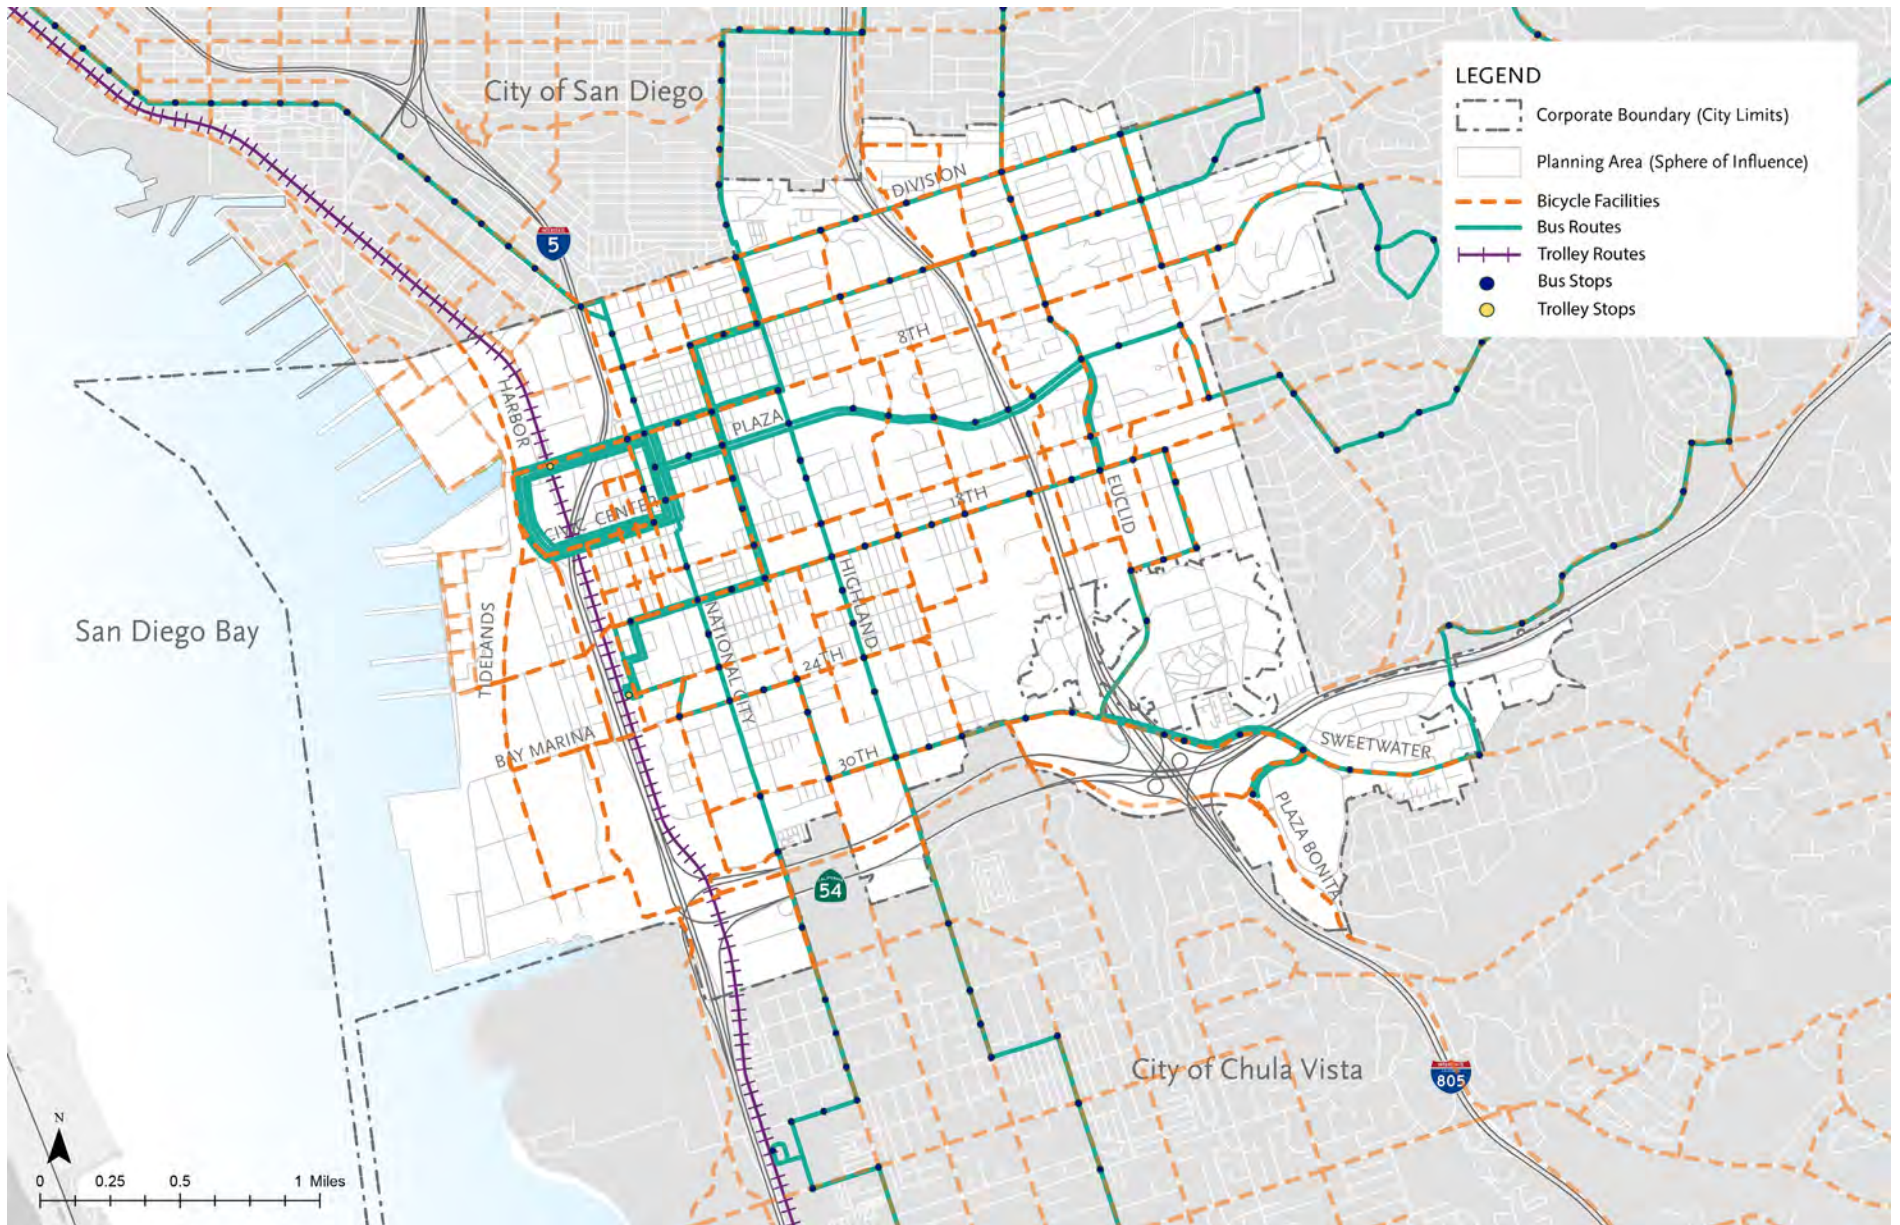 City of San Diego
LEGEND
Corporate Boundary (City Limits)
Planning Area (Sphere of Influence)
Bicycle Facilities
Bus Routes
Trolley Routes
Bus Stops
Trolley Stops
5
DIVISION
8TH
HARBOR
PLAZA
CIVIC CENTER
18TH
EUCLID
San Diego Bay
TIDELANDS
NATIONAL CITY
HIGHLAND
24TH
BAY MARINA
30TH
SWEETWATER
PLAZA BONITA
54
City of Chula Vista
805
N
0 0.25 0.5 1 Miles